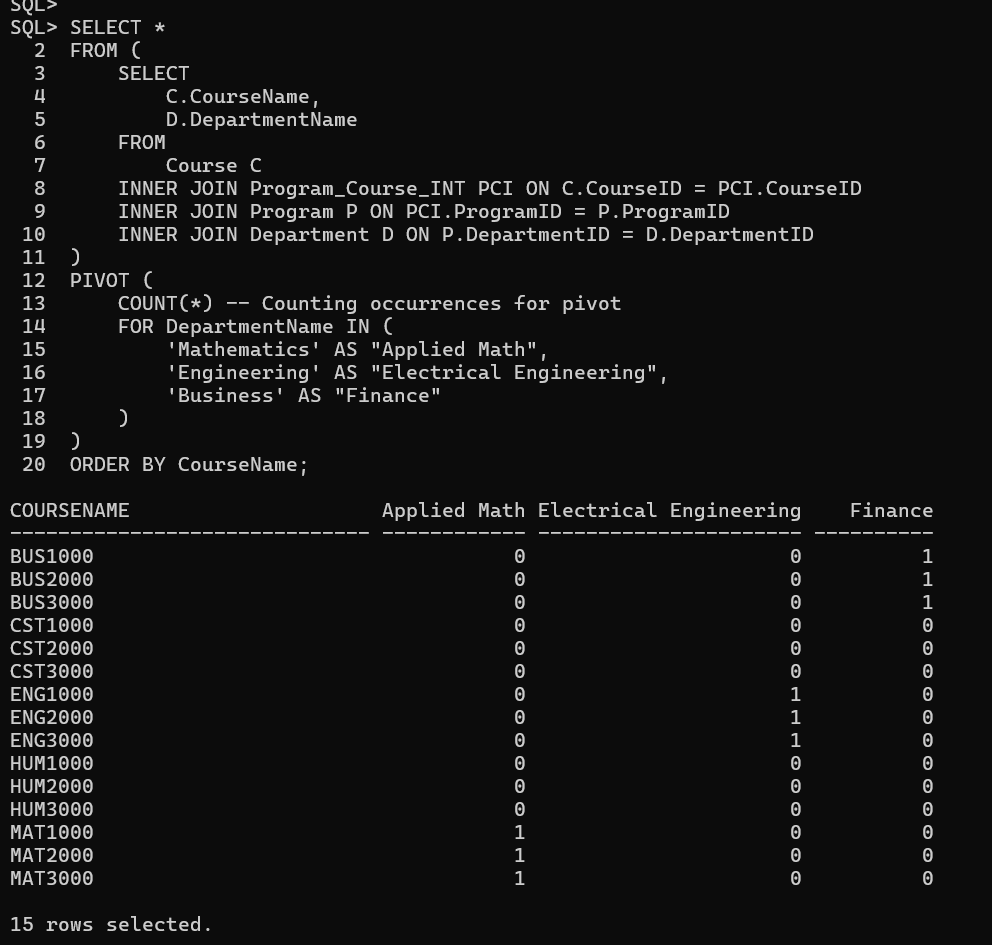 SQL>
SQL> SELECT *
  2  FROM (
  3      SELECT
  4          C.CourseName,
  5          D.DepartmentName
  6      FROM
  7          Course C
  8      INNER JOIN Program_Course_INT PCI ON C.CourseID = PCI.CourseID
  9      INNER JOIN Program P ON PCI.ProgramID = P.ProgramID
 10      INNER JOIN Department D ON P.DepartmentID = D.DepartmentID
 11  )
 12  PIVOT (
 13      COUNT(*) -- Counting occurrences for pivot
 14      FOR DepartmentName IN (
 15          'Mathematics' AS "Applied Math",
 16          'Engineering' AS "Electrical Engineering",
 17          'Business' AS "Finance"
 18      )
 19  )
 20  ORDER BY CourseName;

COURSENAME                     Applied Math Electrical Engineering    Finance
------------------------------ ------------ ---------------------- ----------
BUS1000                                   0                      0          1
BUS2000                                   0                      0          1
BUS3000                                   0                      0          1
CST1000                                   0                      0          0
CST2000                                   0                      0          0
CST3000                                   0                      0          0
ENG1000                                   0                      1          0
ENG2000                                   0                      1          0
ENG3000                                   0                      1          0
HUM1000                                   0                      0          0
HUM2000                                   0                      0          0
HUM3000                                   0                      0          0
MAT1000                                   1                      0          0
MAT2000                                   1                      0          0
MAT3000                                   1                      0          0

15 rows selected.